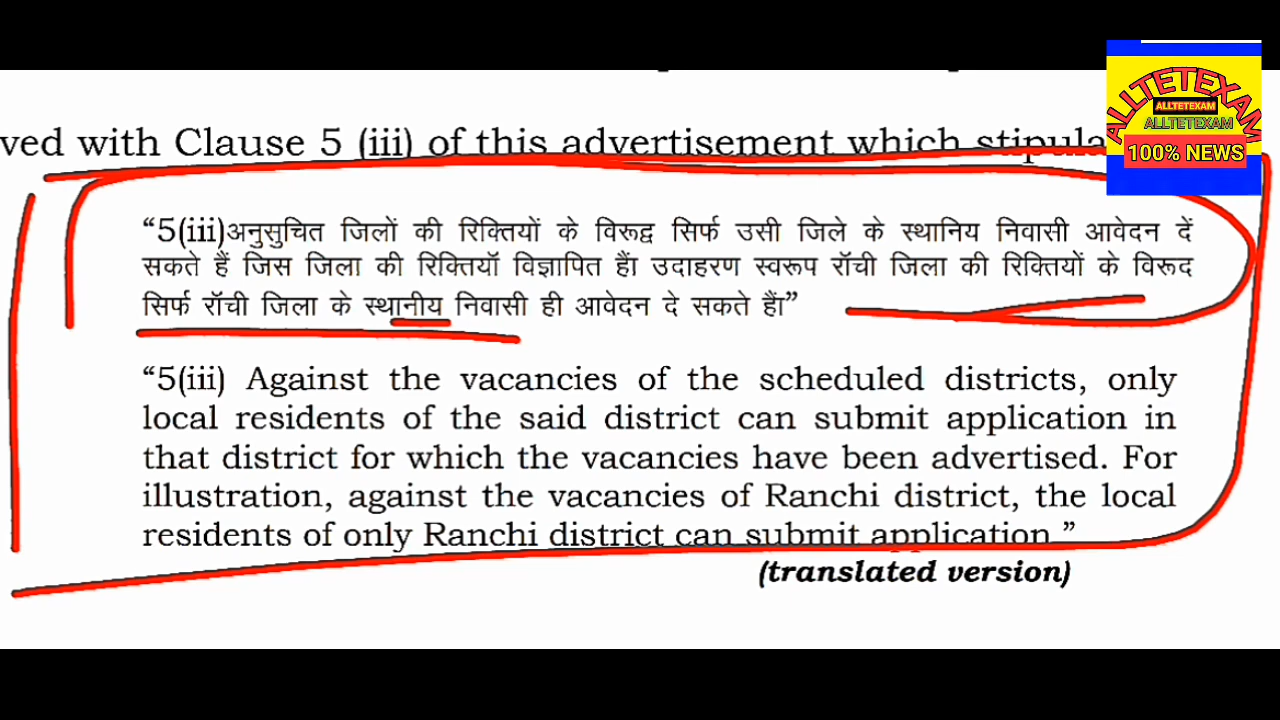 ved with Clause 5 (iii) of this advertisement which stipula
ALLTETEXAM
ALLTETEXAM
ALLTETEXAM
100% NEWS
“5(iii)अनुसुचित जिलों की रिक्तियों के विरूद्व सिर्फ उसी जिले के स्थानिय निवासी आवेदन दें
सकते हैं जिस जिला की रिक्तियॉ विज्ञापित हैं। उदाहरण स्वरूप रॉची जिला की रिक्तियों के विरूद
सिर्फ रॉची जिला के स्थानीय निवासी ही आवेदन दे सकते हैं।”
“5(iii) Against the vacancies of the scheduled districts, only
local residents of the said district can submit application in
that district for which the vacancies have been advertised. For
illustration, against the vacancies of Ranchi district, the local
residents of only Ranchi district can submit application.”
(translated version)